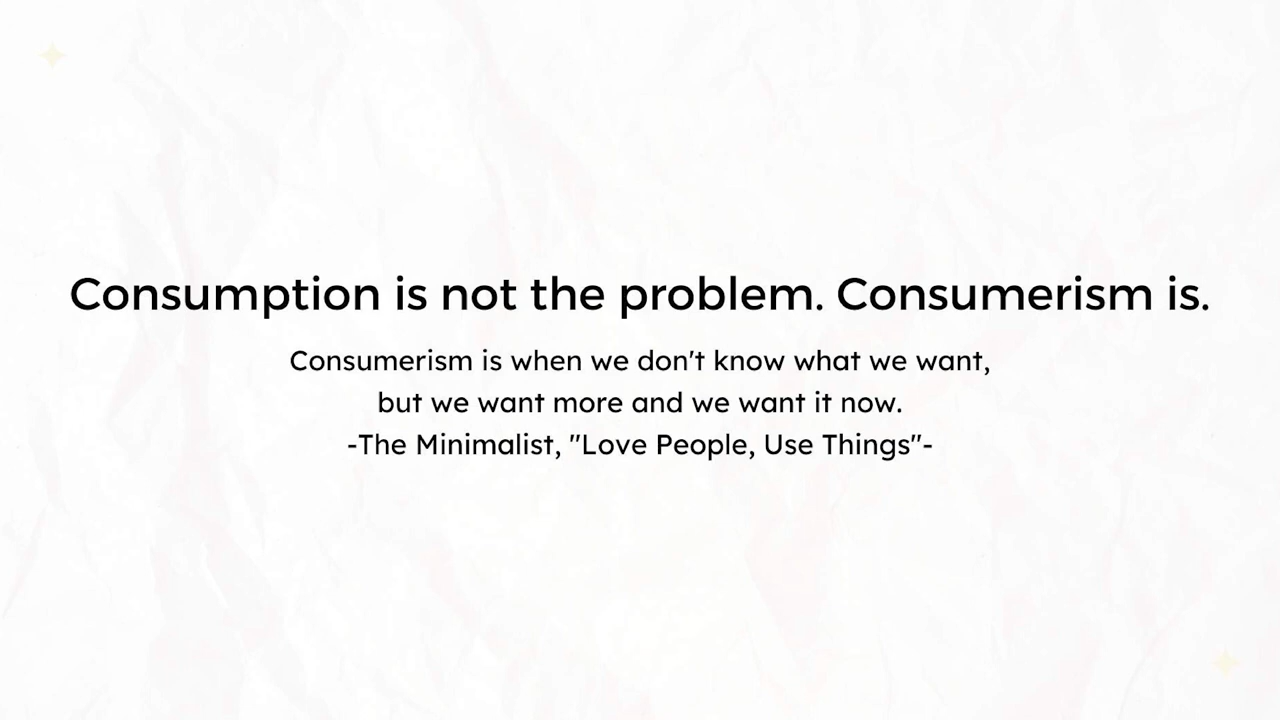 Consumption is not the problem. Consumerism is.
Consumerism is when we don't know what we want,
but we want more and we want it now.
-The Minimalist, "Love People, Use Things"-